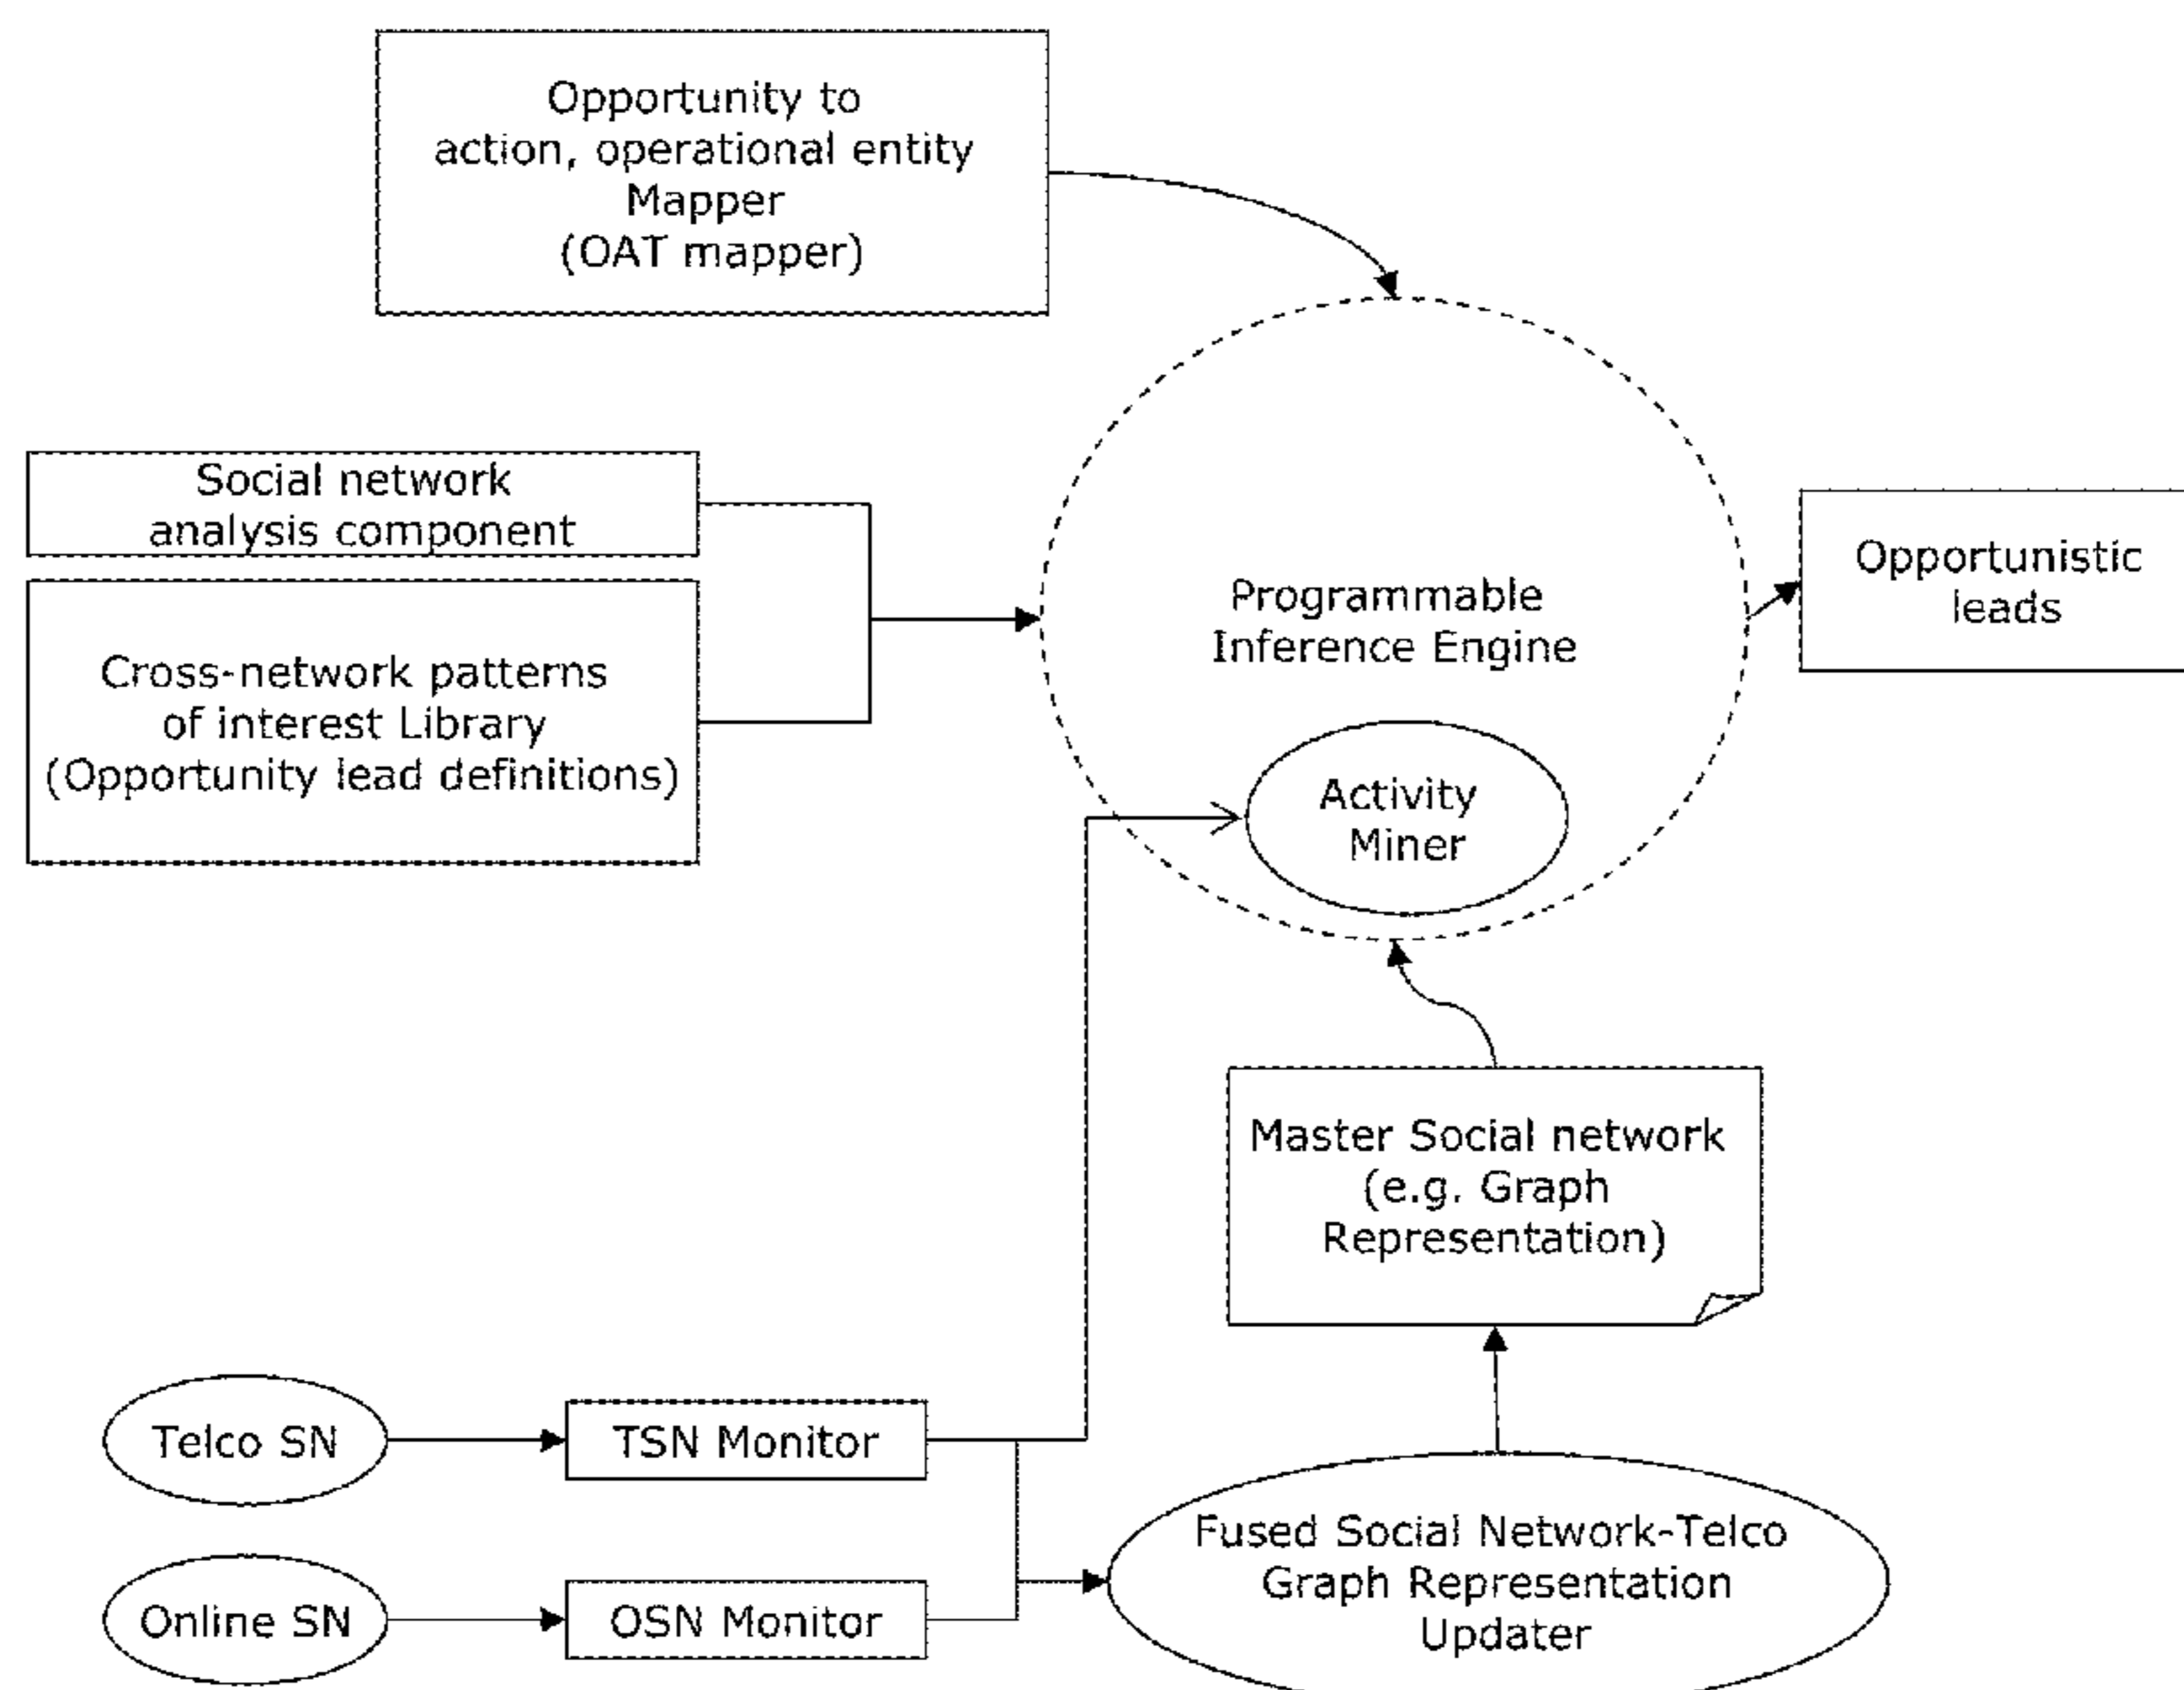 Opportunity to
action, operational entity
Mapper
(OAT mapper)
Social network
analysis component
Cross-network patterns
of interest Library
(Opportunity lead definitions)
Programmable
Inference Engine
Activity
Miner
Opportunistic
leads
Master Social network
(e.g. Graph
Representation)
Telco SN
TSN Monitor
Online SN
OSN Monitor
Fused Social Network-Telco
Graph Representation
Updater